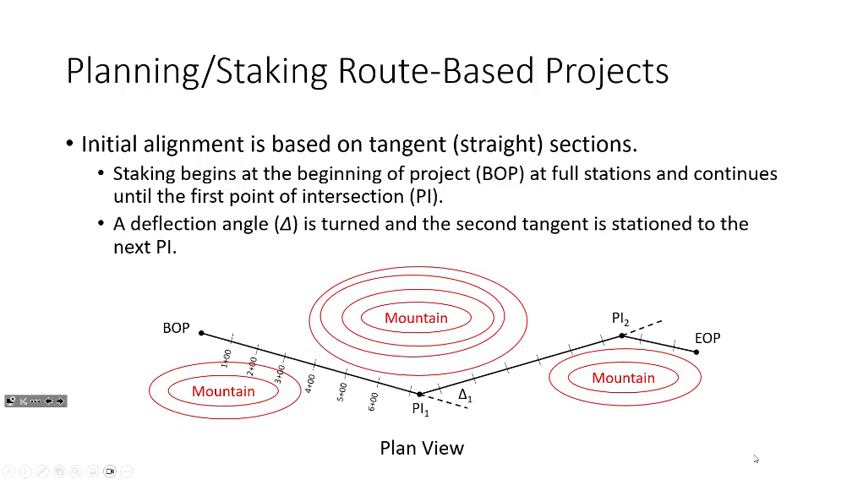 Planning/Staking Route-Based Projects
• Initial alignment is based on tangent (straight) sections.
• Staking begins at the beginning of project (BOP) at full stations and continues
until the first point of intersection (PI).
• A deflection angle (Δ) is turned and the second tangent is stationed to the
next PI.
Mountain
PI₂
BOP
EOP
1+00
2+00
3+00
4+00
5+00
6+00
Mountain
Mountain
Δ₁
PI₁
Plan View